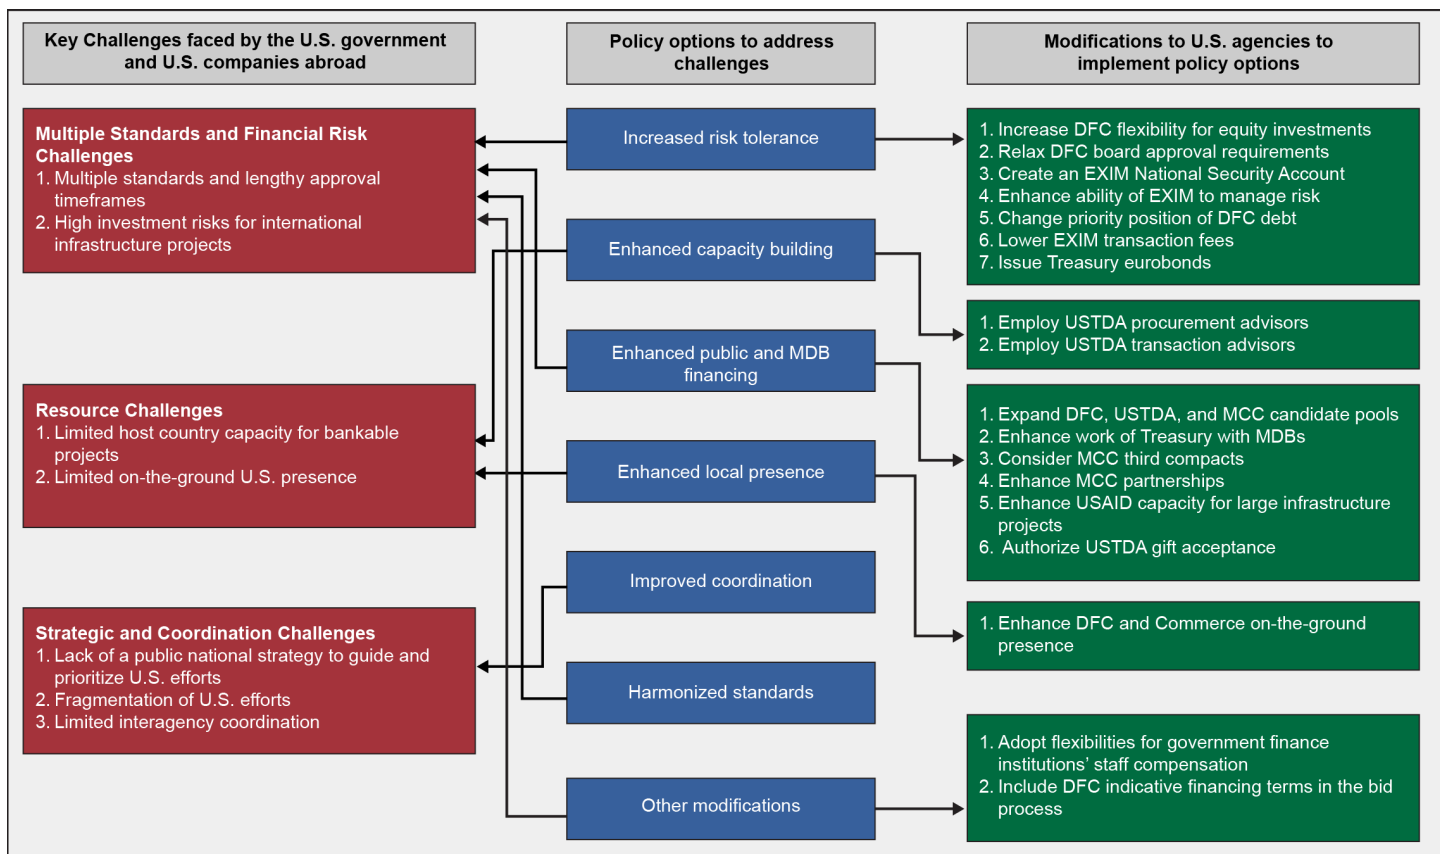 Key Challenges faced by the U.S. government
and U.S. companies abroad
Policy options to address
challenges
Modifications to U.S. agencies to
implement policy options
Multiple Standards and Financial Risk
Challenges
1. Multiple standards and lengthy approval
timeframes
2. High investment risks for international
infrastructure projects
Resource Challenges
1. Limited host country capacity for bankable
projects
2. Limited on-the-ground U.S. presence
Strategic and Coordination Challenges
1. Lack of a public national strategy to guide and
prioritize U.S. efforts
2. Fragmentation of U.S. efforts
3. Limited interagency coordination
Increased risk tolerance
Enhanced capacity building
Enhanced public and MDB
financing
Enhanced local presence
Improved coordination
Harmonized standards
Other modifications
1. Increase DFC flexibility for equity investments
2. Relax DFC board approval requirements
3. Create an EXIM National Security Account
4. Enhance ability of EXIM to manage risk
5. Change priority position of DFC debt
6. Lower EXIM transaction fees
7. Issue Treasury eurobonds
1. Employ USTDA procurement advisors
2. Employ USTDA transaction advisors
1. Expand DFC, USTDA, and MCC candidate pools
2. Enhance work of Treasury with MDBs
3. Consider MCC third compacts
4. Enhance MCC partnerships
5. Enhance USAID capacity for large infrastructure
projects
6. Authorize USTDA gift acceptance
1. Enhance DFC and Commerce on-the-ground
presence
1. Adopt flexibilities for government finance
institutions' staff compensation
2. Include DFC indicative financing terms in the bid
process